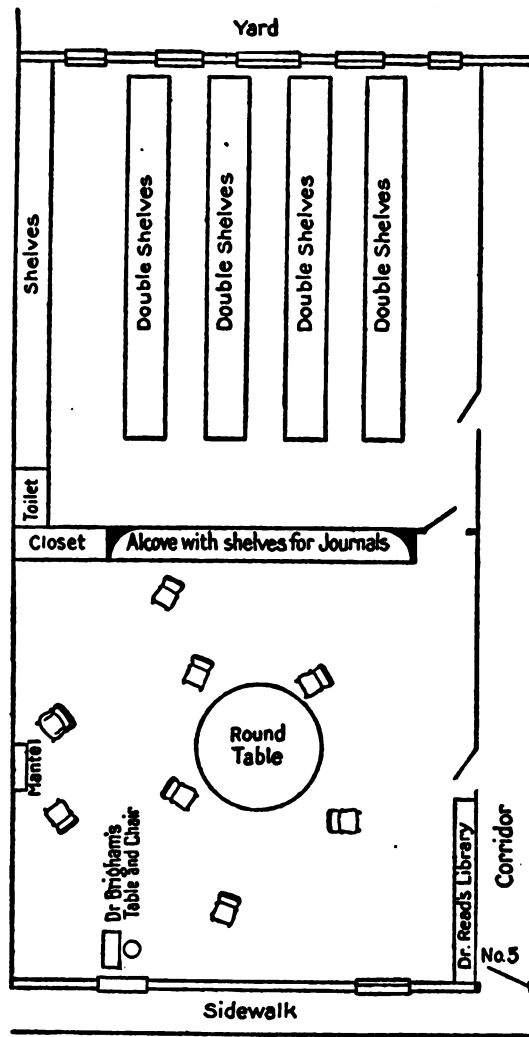 Yard
Shelves
Double Shelves
Double Shelves
Double Shelves
Double Shelves
Toilet
Closet
Alcove with shelves for Journals
Round
Table
Mantel
Dr Brigham's
Table and Chair
Dr. Read's Library
Corridor
No.5
Sidewalk